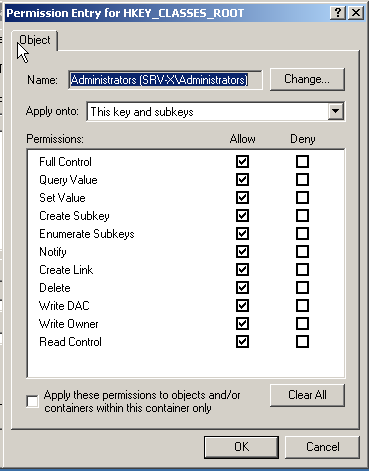 Permission Entry for HKEY_CLASSES_ROOT
Object
Name: Administrators (SRV-X\Administrators) Change...
Apply onto: This key and subkeys
Permissions: Allow Deny
Full Control
Query Value
Set Value
Create Subkey
Enumerate Subkeys
Notify
Create Link
Delete
Write DAC
Write Owner
Read Control
Apply these permissions to objects and/or
containers within this container only
Clear All
OK Cancel